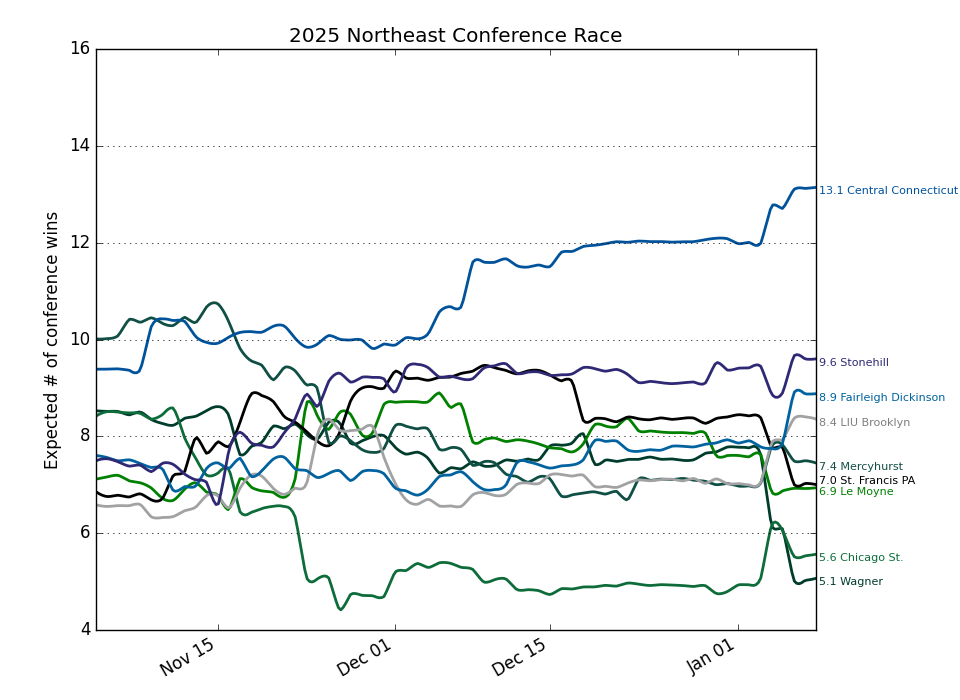 2025 Northeast Conference Race
Expected # of conference wins
16
14
12
10
8
6
4
Nov 15
Dec 01
Dec 15
Jan 01
13.1 Central Connecticut
9.6 Stonehill
8.9 Fairleigh Dickinson
8.4 LIU Brooklyn
7.4 Mercyhurst
7.0 St. Francis PA
6.9 Le Moyne
5.6 Chicago St.
5.1 Wagner